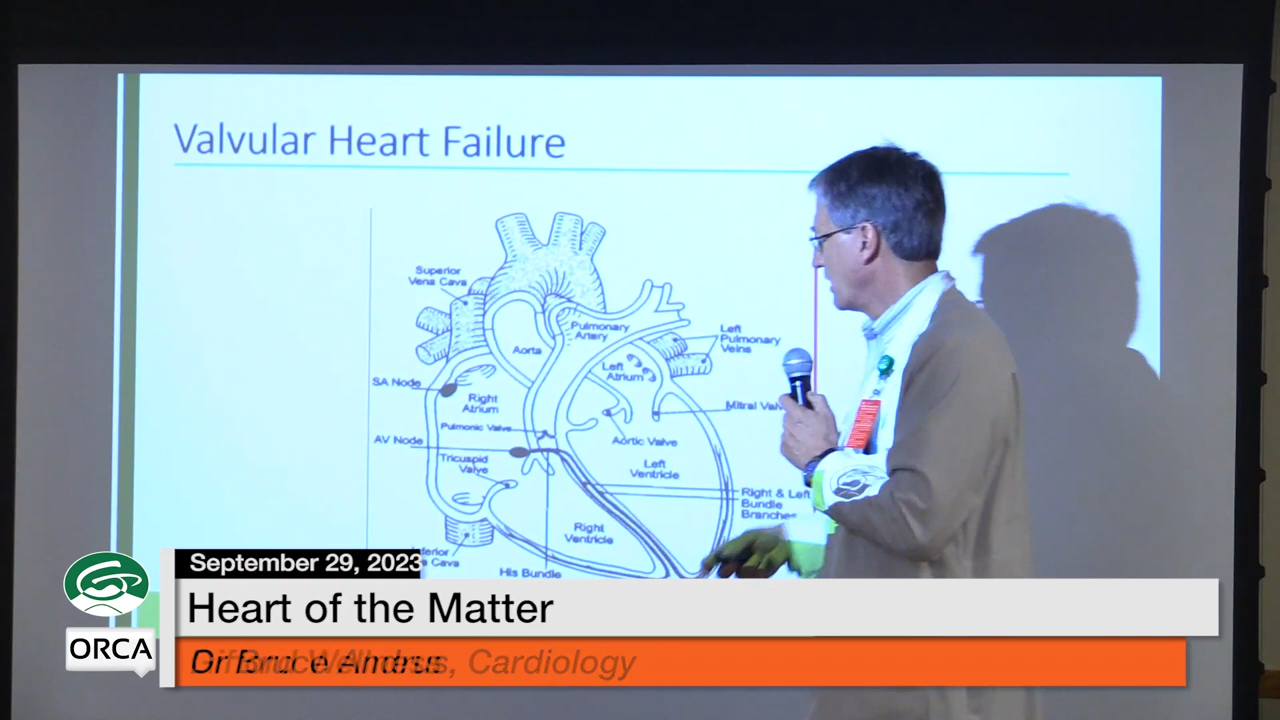 Valvular Heart Failure
Superior
Vena Cava
Pulmonary
Artery
Left
Pulmonary
Veins
Aorta
Left
Atrium
SA Node
Right
Atrium
Mitral
Pulmonic Valve
AV Node
Aortic Valve
Tricuspid
Valve
Left
Ventricle
Right & Left
Bundle
Branches
Right
Ventricle
Cava
His Bundle
September 29, 2023
Heart of the Matter
ORCA
Cardiology